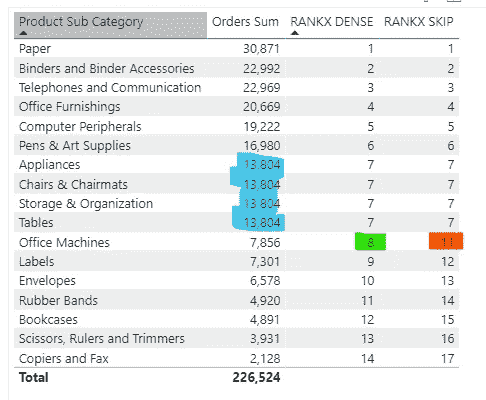 Product Sub Category Orders Sum RANKX DENSE RANKX SKIP
Paper 30,871 1 1
Binders and Binder Accessories 22,992 2 2
Telephones and Communication 22,969 3 3
Office Furnishings 20,669 4 4
Computer Peripherals 19,222 5 5
Pens & Art Supplies 16,980 6 6
Appliances 13,804 7 7
Chairs & Chairmats 13,804 7 7
Storage & Organization 13,804 7 7
Tables 13,804 7 7
Office Machines 7,856 8 11
Labels 7,301 9 12
Envelopes 6,578 10 13
Rubber Bands 4,920 11 14
Bookcases 4,891 12 15
Scissors, Rulers and Trimmers 3,931 13 16
Copiers and Fax 2,128 14 17
Total 226,524